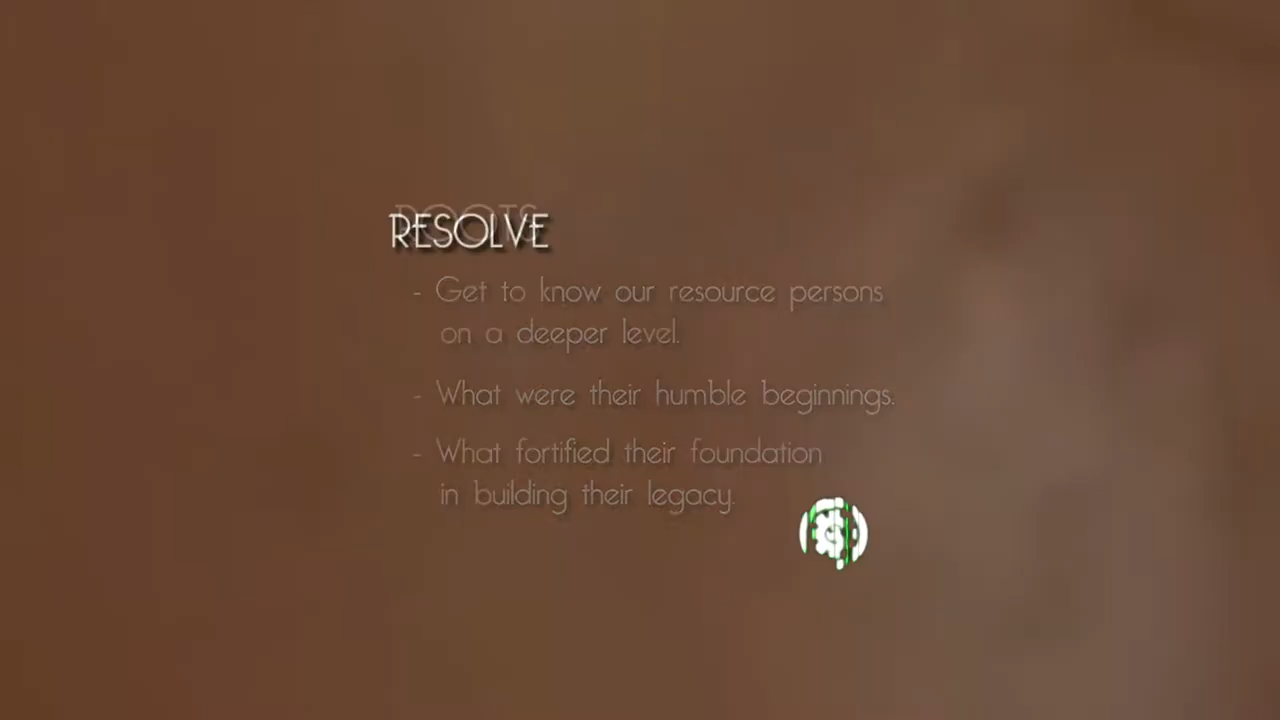 ROOTS
RESOLVE
- Get to know our resource persons
on a deeper level.
- What were their humble beginnings.
- What fortified their foundation
in building their legacy.